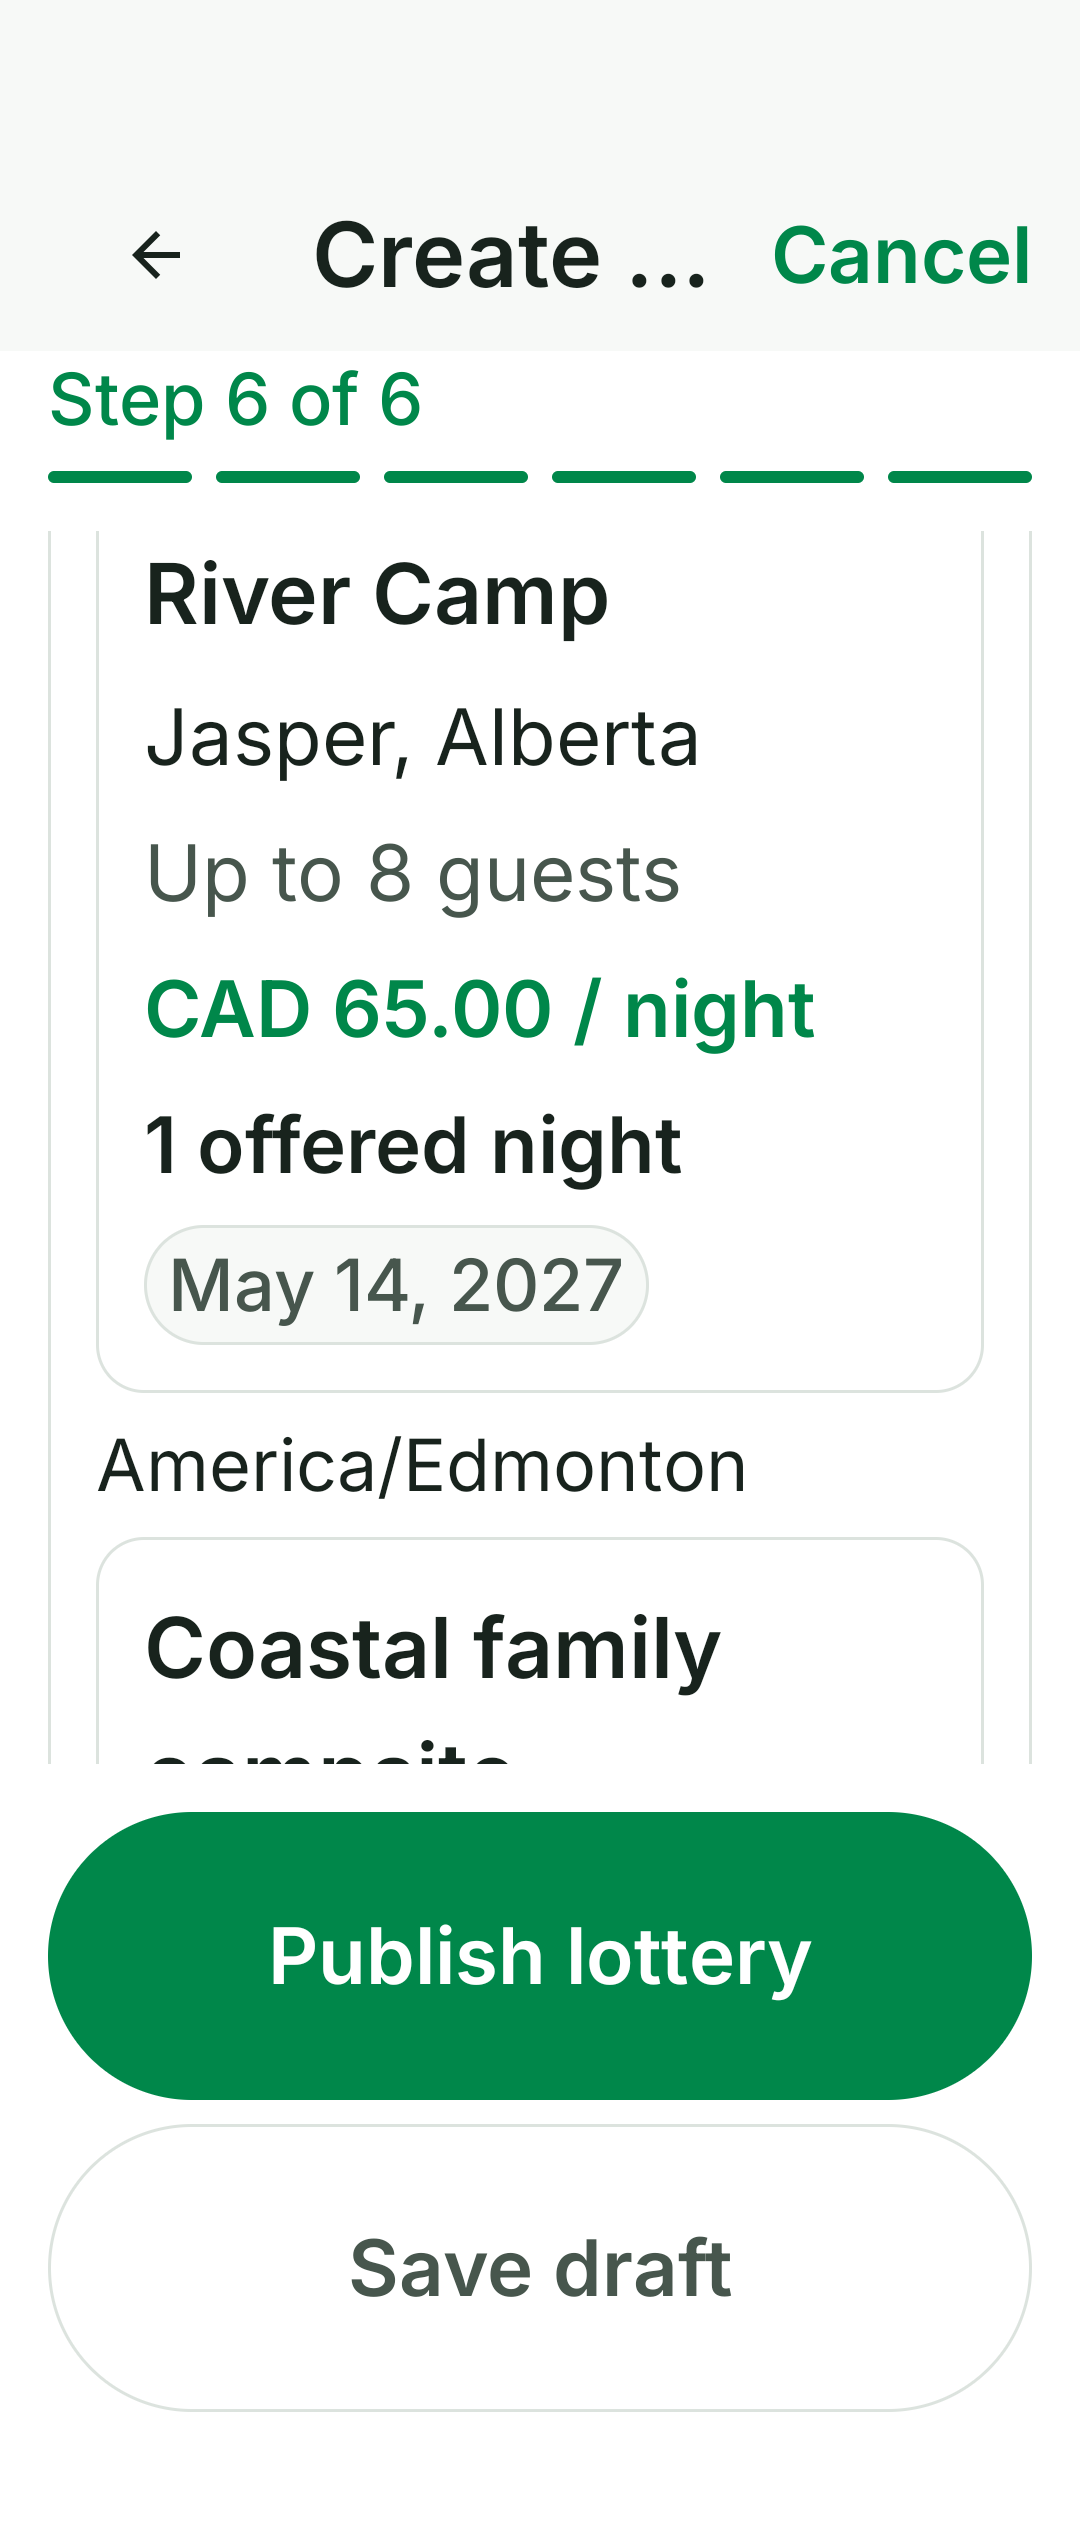 Create ...
Cancel
Step 6 of 6
River Camp
Jasper, Alberta
Up to 8 guests
CAD 65.00 / night
1 offered night
May 14, 2027
America/Edmonton
Coastal family
Publish lottery
Save draft